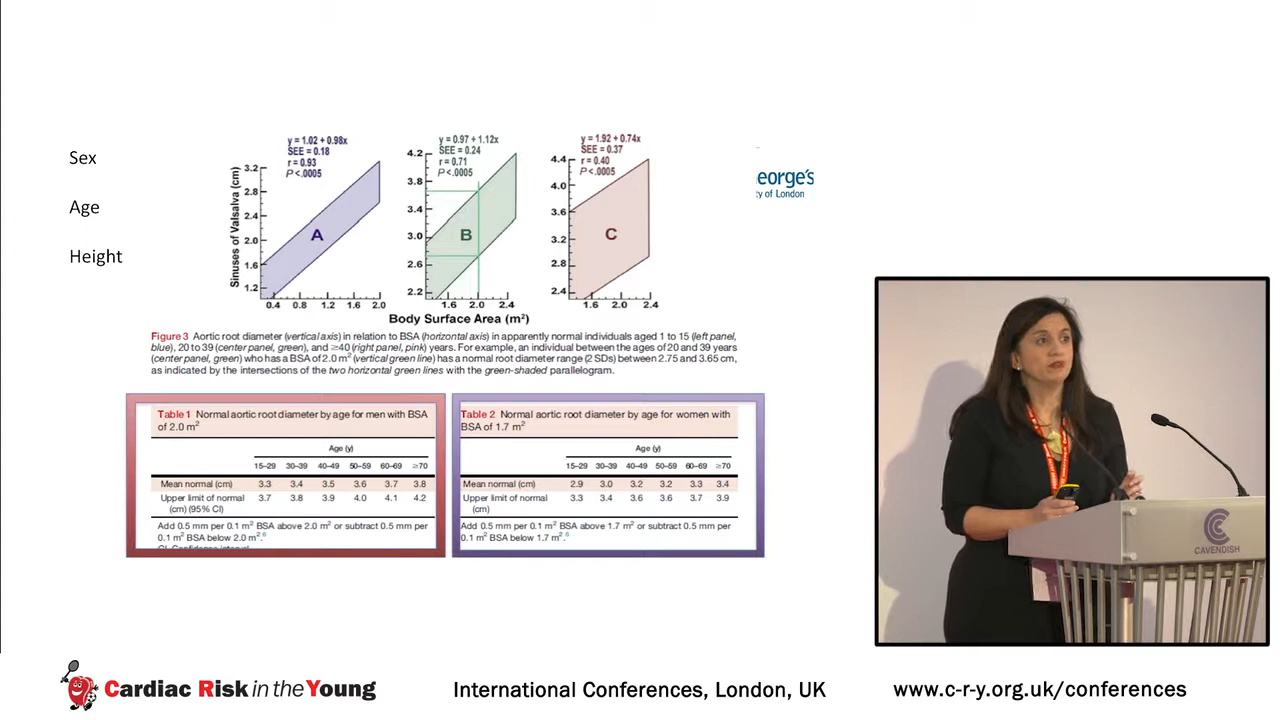 Sex
Age
Height
y = 1.02 + 0.98x
SEE = 0.18
r = 0.93
P <.0005
Sinuses of Valsalva (cm)
3.2
2.8
2.4
2.0
1.6
1.2
A
0.4 0.8 1.2 1.6 2.0
y = 0.97 + 1.12x
SEE = 0.24
r = 0.71
P <.0005
4.2
3.8
3.4
3.0
2.6
2.2
B
1.6 2.0 2.4
y = 1.92 + 0.74x
SEE = 0.37
r = 0.40
P <.0005
4.4
4.0
3.6
3.2
2.8
2.4
C
1.6 2.0 2.4
Body Surface Area (m²)
eorge's
ty of London
Figure 3 Aortic root diameter (vertical axis) in relation to BSA (horizontal axis) in apparently normal individuals aged 1 to 15 (left panel,
blue), 20 to 39 (center panel, green), and ≥40 (right panel, pink) years. For example, an individual between the ages of 20 and 39 years
(center panel, green) who has a BSA of 2.0 m² (vertical green line) has a normal root diameter range (2 SDs) between 2.75 and 3.65 cm,
as indicated by the intersections of the two horizontal green lines with the green-shaded parallelogram.
Table 1 Normal aortic root diameter by age for men with BSA
of 2.0 m²
Age (y)
15–29 30–39 40–49 50–59 60–69 ≥70
Mean normal (cm) 3.3 3.4 3.5 3.6 3.7 3.8
Upper limit of normal 3.7 3.8 3.9 4.0 4.1 4.2
(cm) (95% CI)
Add 0.5 mm per 0.1 m² BSA above 2.0 m² or subtract 0.5 mm per
0.1 m² BSA below 2.0 m².⁶
CI, Confidence interval
Table 2 Normal aortic root diameter by age for women with
BSA of 1.7 m²
Age (y)
15–29 30–39 40–49 50–59 60–69 ≥70
Mean normal (cm) 2.9 3.0 3.2 3.2 3.3 3.4
Upper limit of normal 3.3 3.4 3.6 3.6 3.7 3.9
(cm)
Add 0.5 mm per 0.1 m² BSA above 1.7 m² or subtract 0.5 mm per
0.1 m² BSA below 1.7 m².⁶
CAVENDISH
Cardiac Risk in the Young
International Conferences, London, UK
www.c-r-y.org.uk/conferences